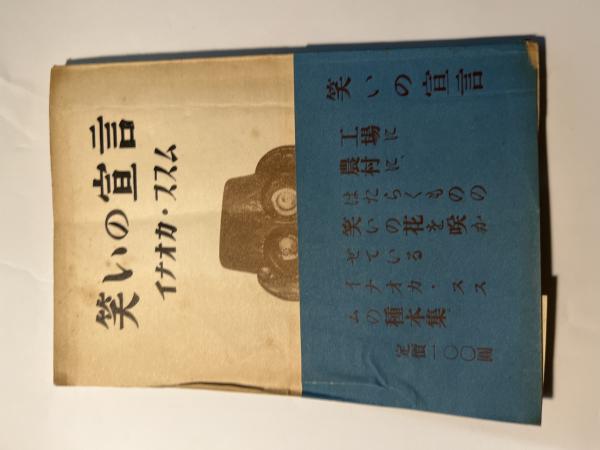 笑いの宣言
イナオカ・ススム
笑いの宣言
工場に
農村に、
はたらくものの
笑いの花を咲か
せている
イナオカ・スス
ムの種本集
定價一〇〇圓